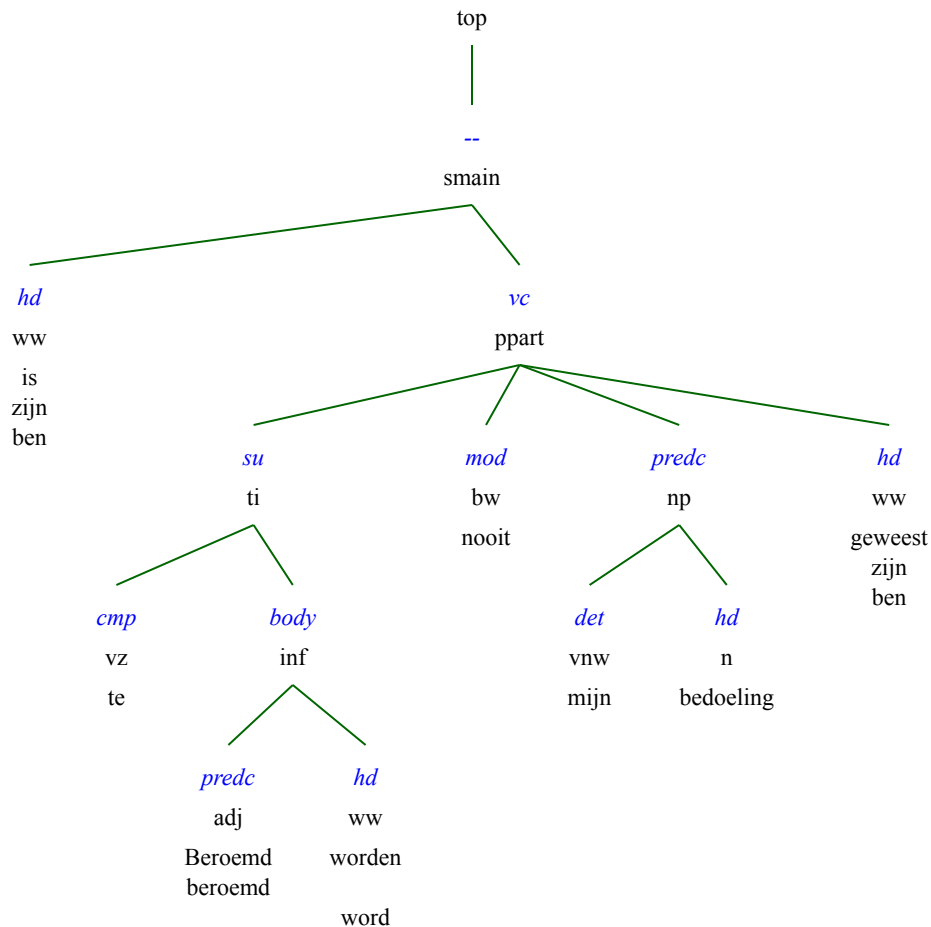 top
--
smain
hd vc
ww ppart
is
zijn
ben
su mod predc hd
ti bw np ww
nooit geweest
zijn
ben
cmp body det hd
vz inf vnw n
te mijn bedoeling
predc hd
adj ww
Beroemd worden
beroemd
word